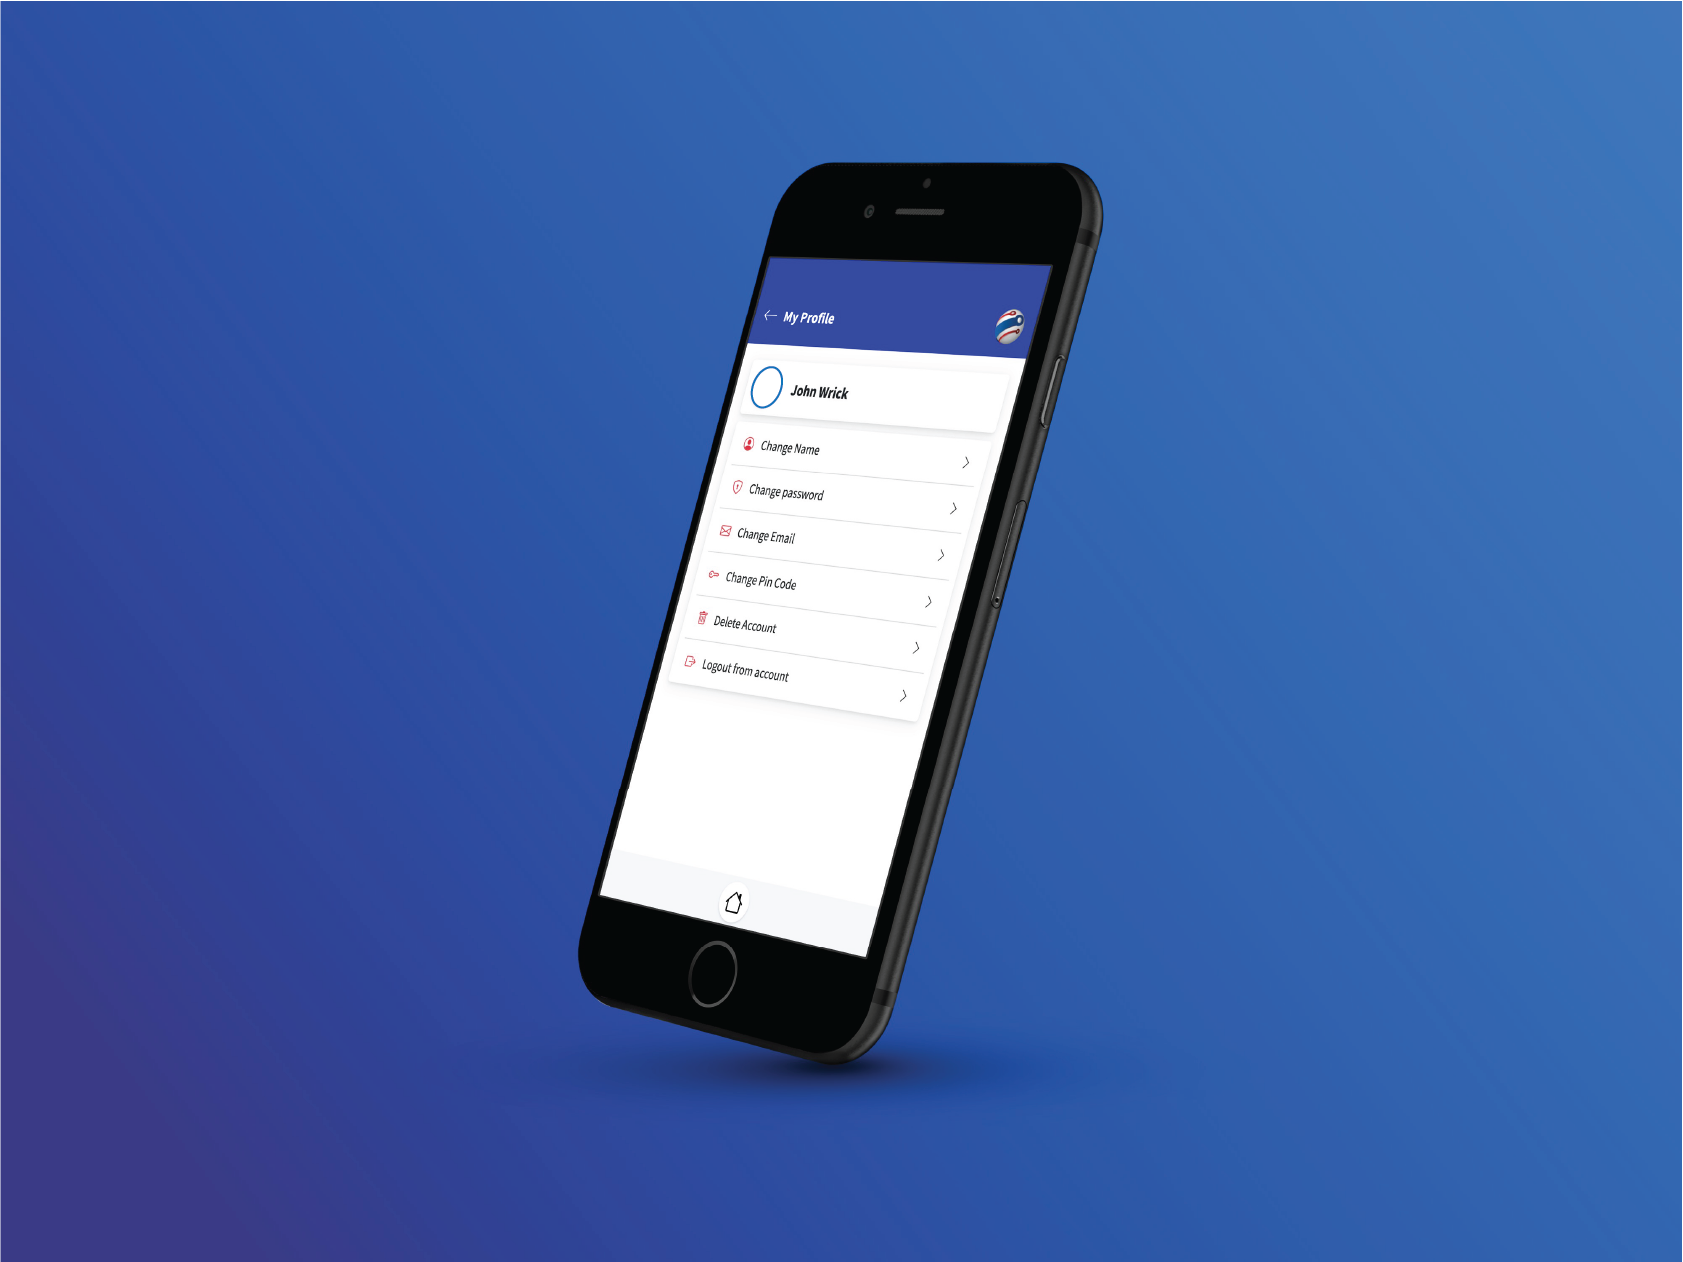 My Profile
John Wrick
Change Name
Change password
Change Email
Change Pin Code
Delete Account
Logout from account